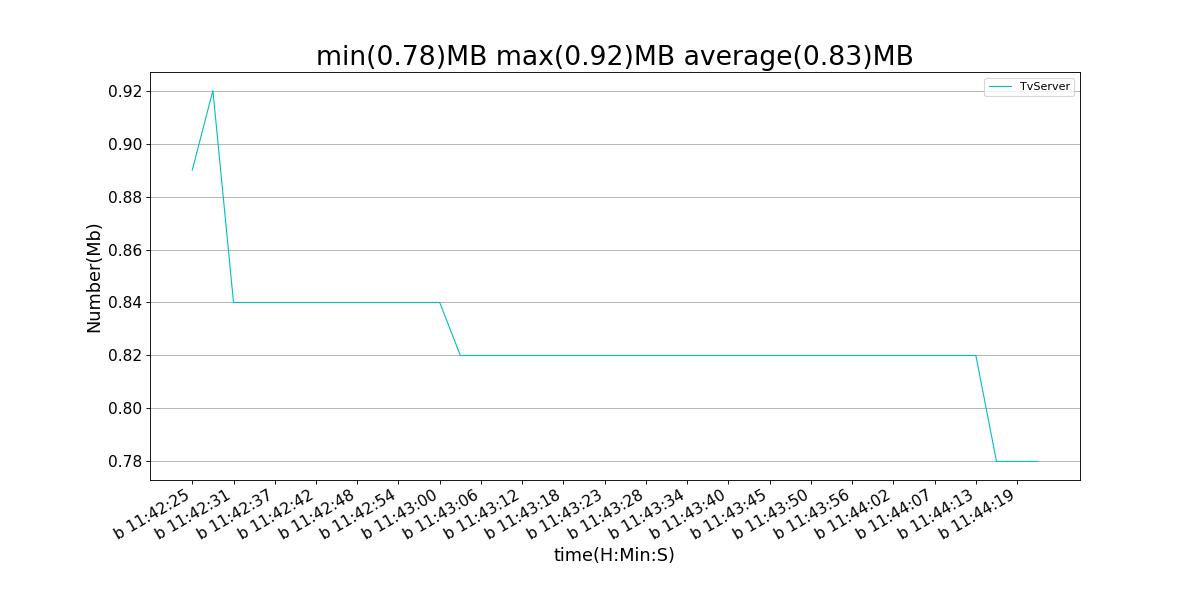 min(0.78)MB max(0.92)MB average(0.83)MB
TvServer
0.92
0.90
0.88
0.86
0.84
0.82
0.80
0.78
Number(Mb)
b 11:42:25
b 11:42:31
b 11:42:37
b 11:42:42
b 11:42:48
b 11:42:54
b 11:43:00
b 11:43:06
b 11:43:12
b 11:43:18
b 11:43:23
b 11:43:28
b 11:43:34
b 11:43:40
b 11:43:45
b 11:43:50
b 11:43:56
b 11:44:02
b 11:44:07
b 11:44:13
b 11:44:19
time(H:Min:S)